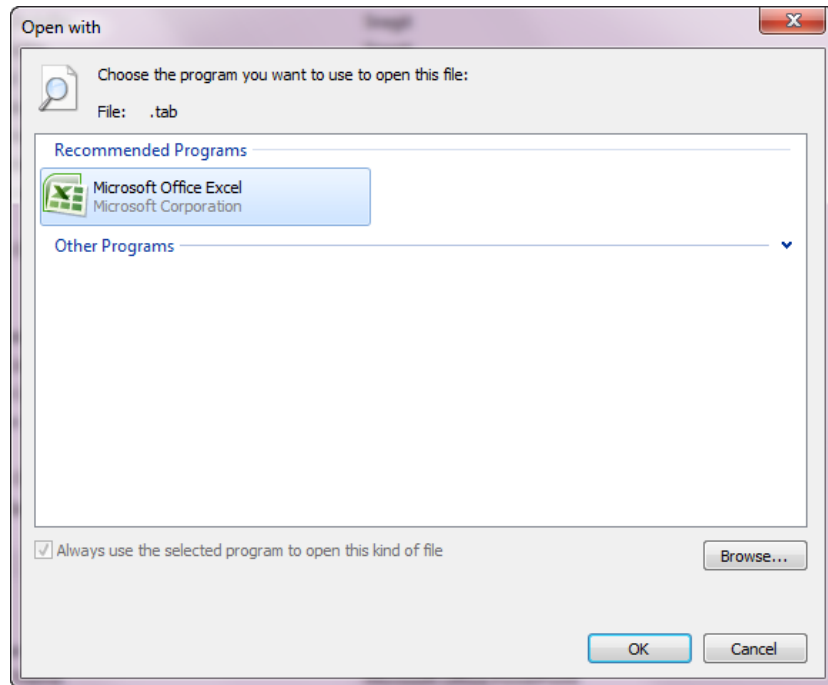 Open with
Choose the program you want to use to open this file:
File: .tab
Recommended Programs
Microsoft Office Excel
Microsoft Corporation
Other Programs
Always use the selected program to open this kind of file
Browse...
OK
Cancel